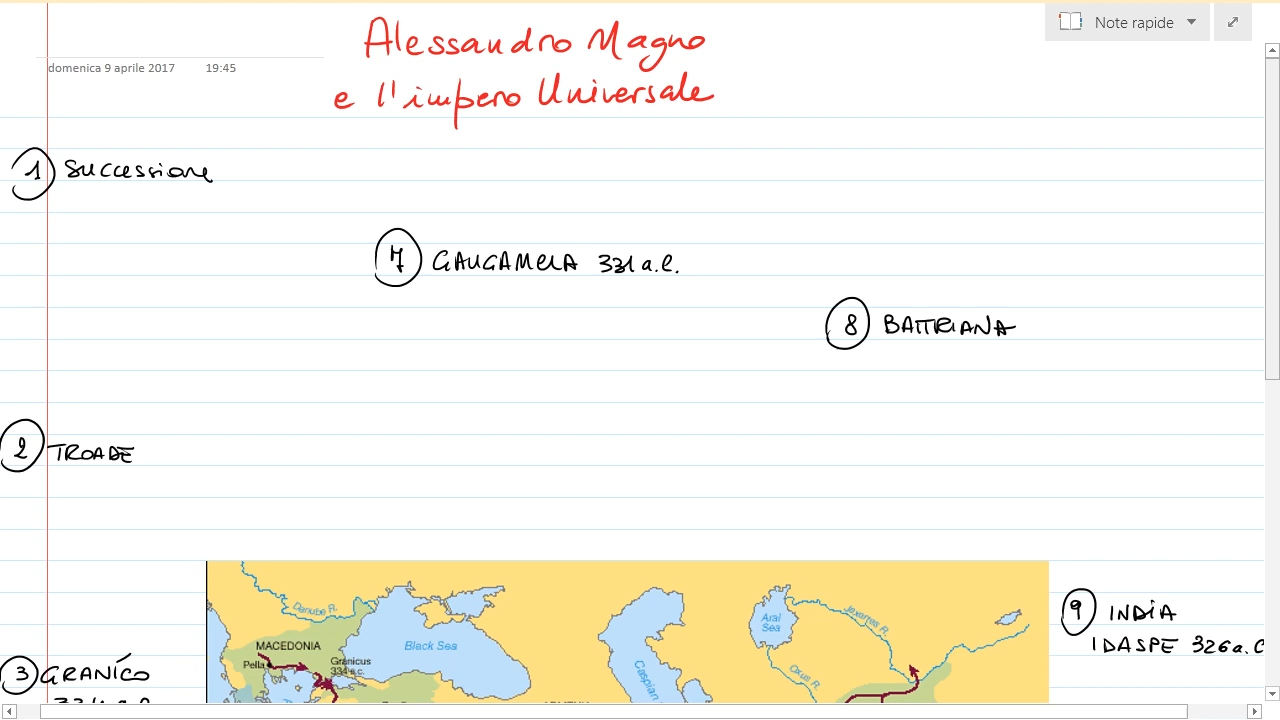 Note rapide
Alessandro Magno
domenica 9 aprile 2017 19:45
e l'impero Universale
1 Successione
7 GAUGAMELA 331 a.C.
8 BATTRIANA
2 TROADE
9 INDIA
IDASPE 326 a.C
Danube R.
Black Sea
Aral
Sea
Jaxartes R.
MACEDONIA
Pella
Granicus
334 a.c.
Caspian
Oxus R.
3 GRANÍCO
334 a.C.